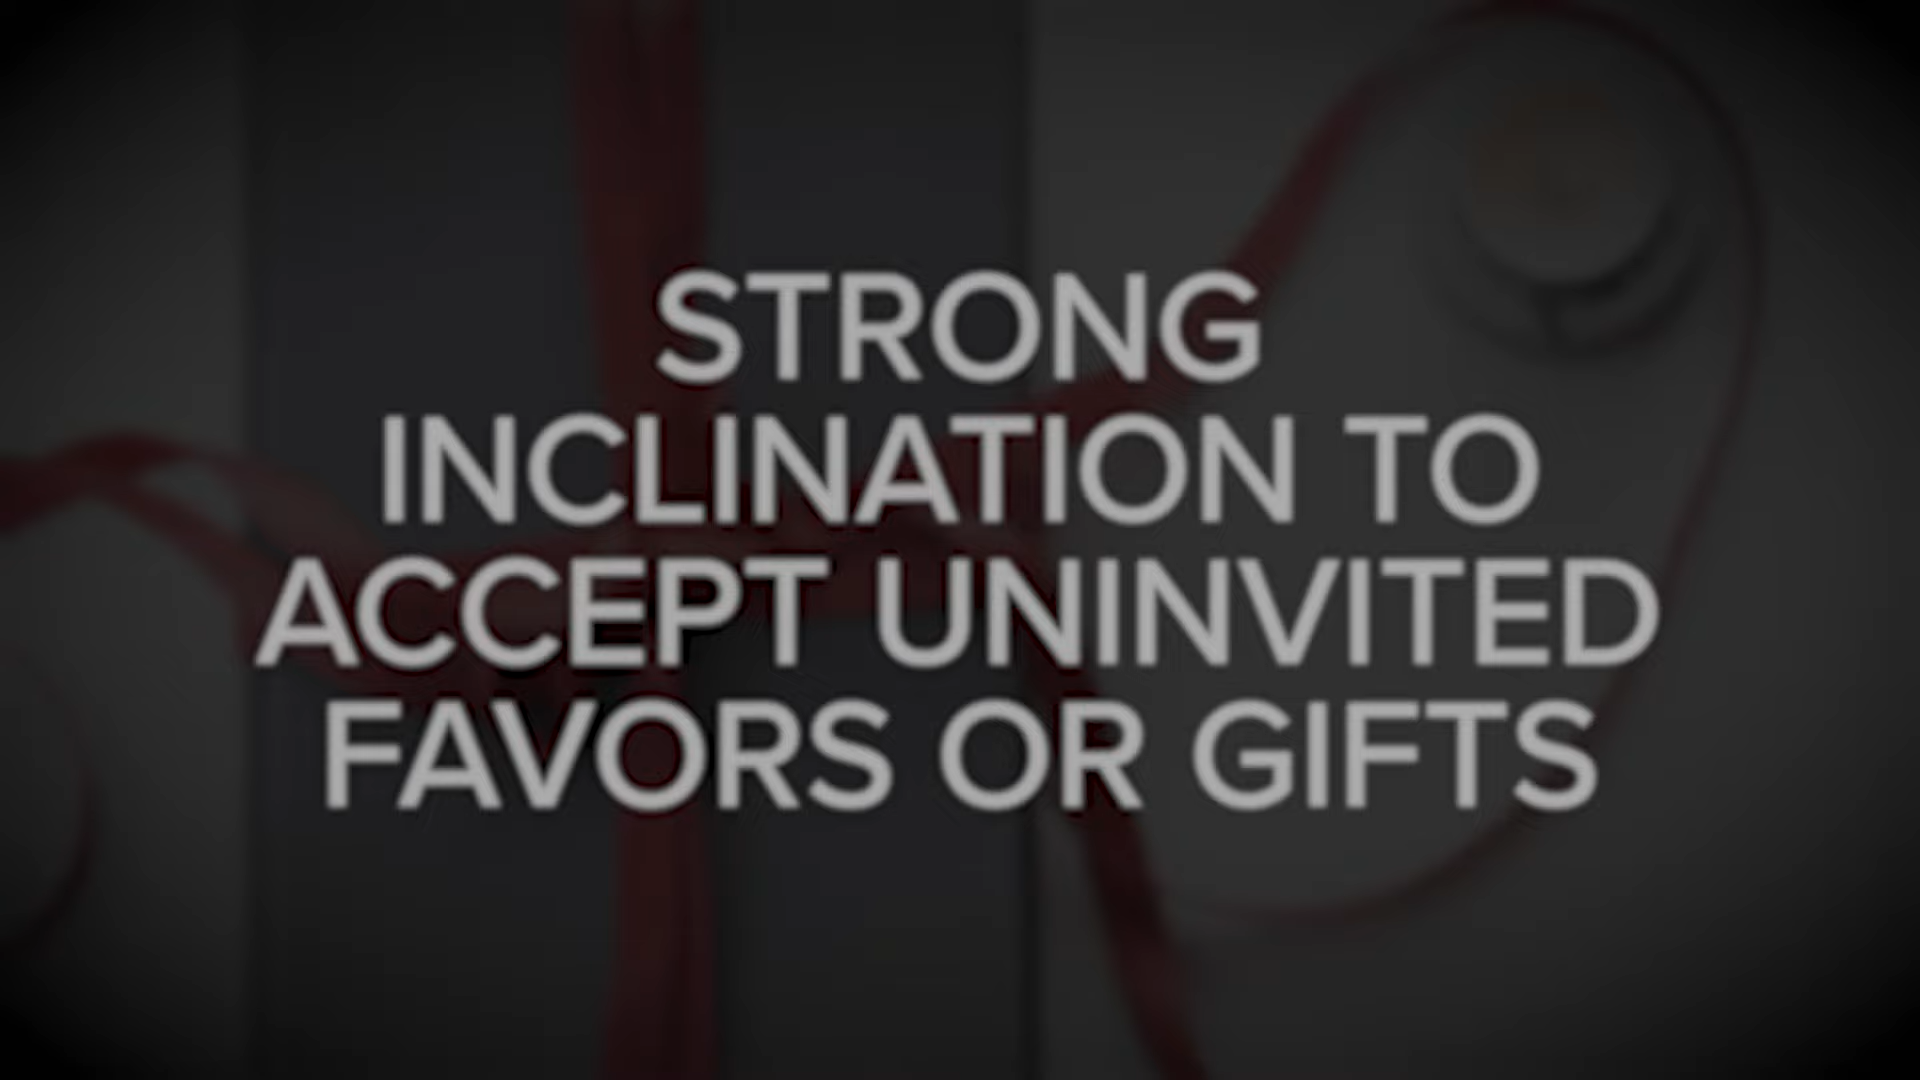 STRONG
INCLINATION TO
ACCEPT UNINVITED
FAVORS OR GIFTS